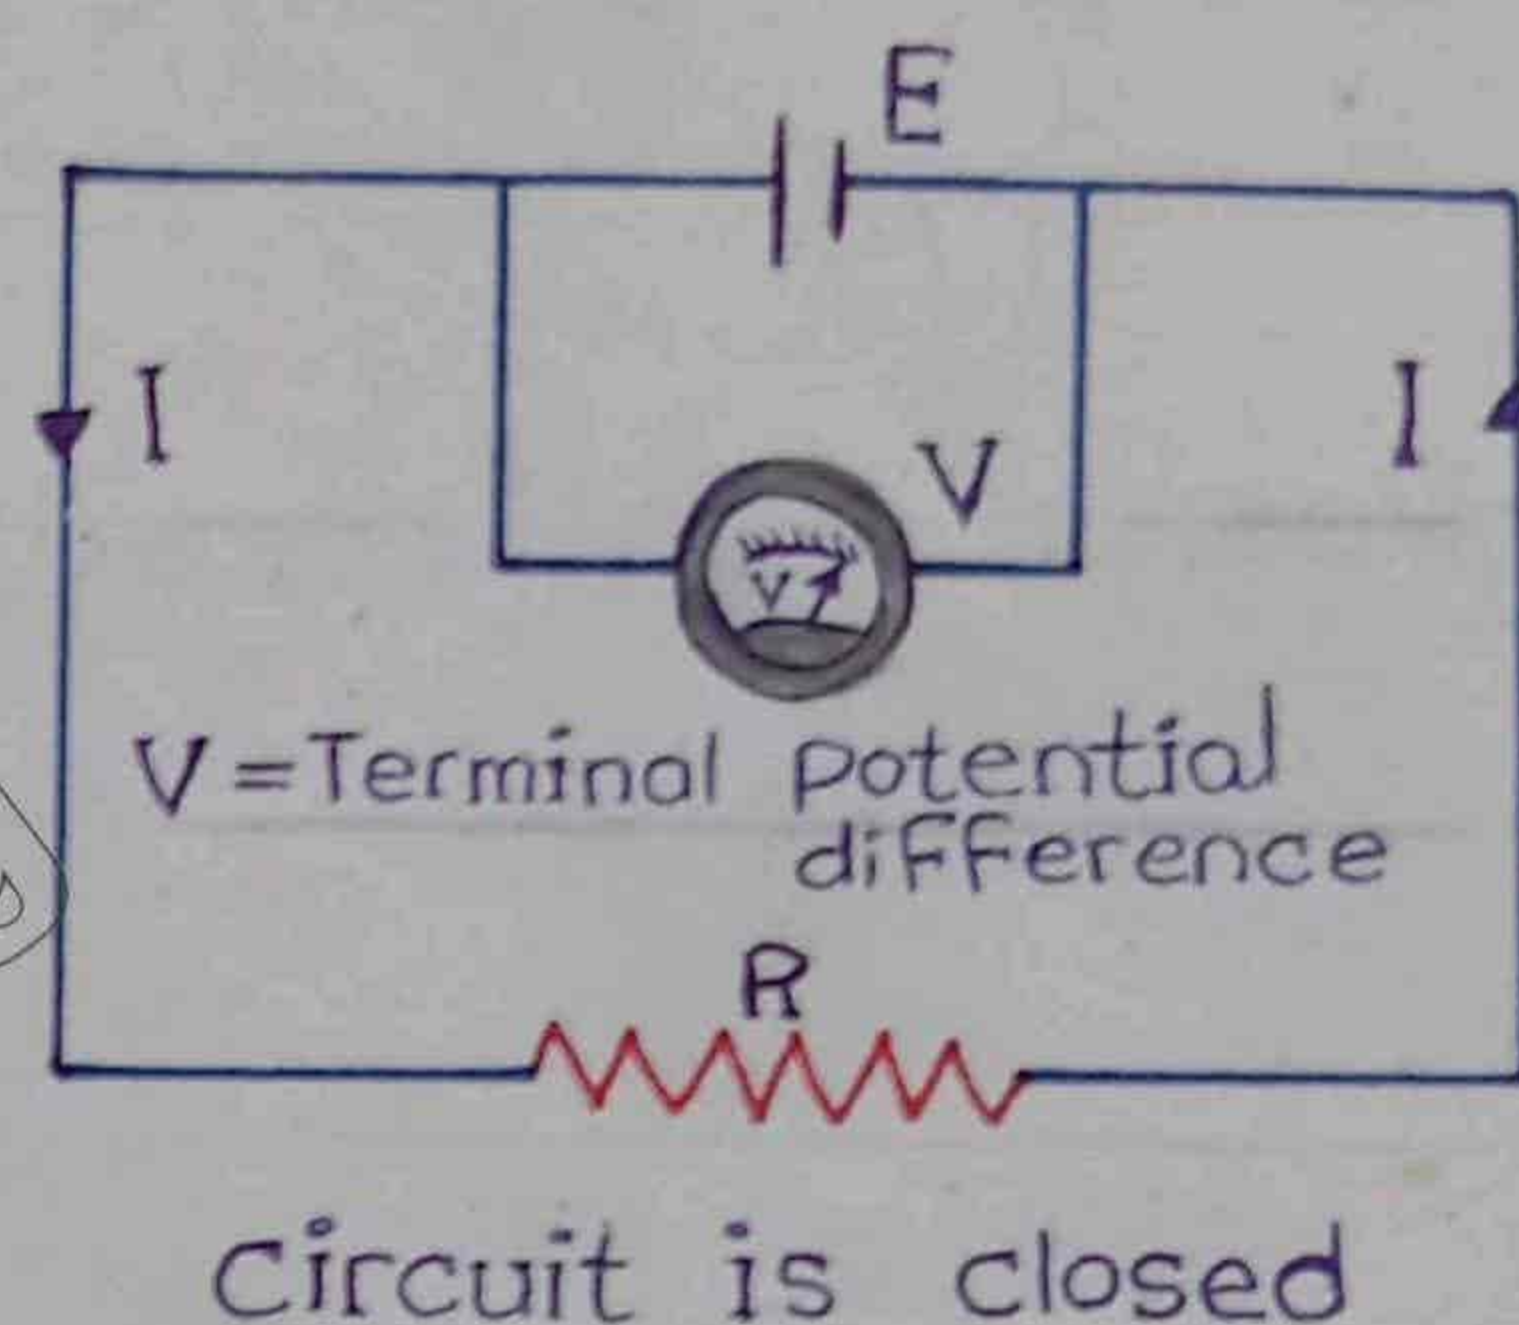 E
I
I
V
V
V = Terminal potential
difference
R
circuit is closed